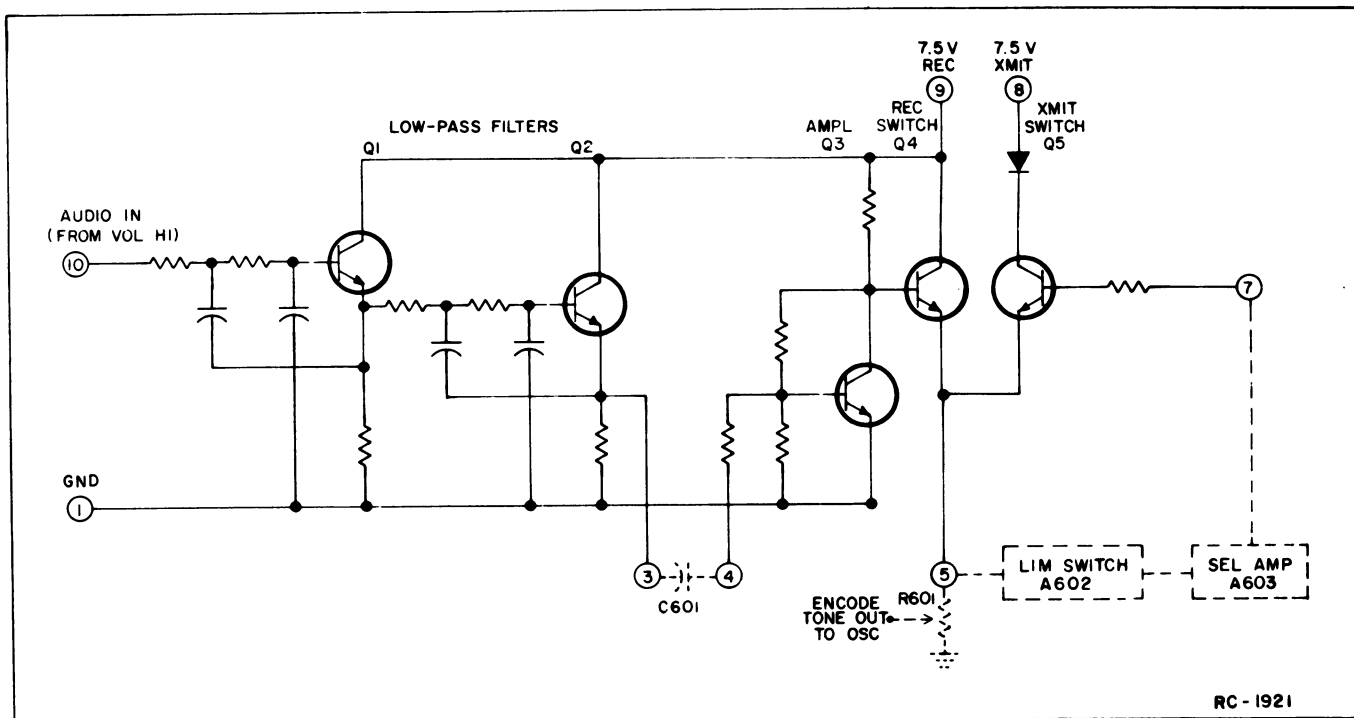 7.5 V
REC
9
7.5 V
XMIT
8
LOW-PASS FILTERS
Q1
Q2
AMPL
Q3
REC
SWITCH
Q4
XMIT
SWITCH
Q5
AUDIO IN
(FROM VOL HI)
10
7
GND
1
3
4
C601
5
LIM SWITCH
A602
SEL AMP
A603
ENCODE
TONE OUT
TO OSC
R601
RC-1921